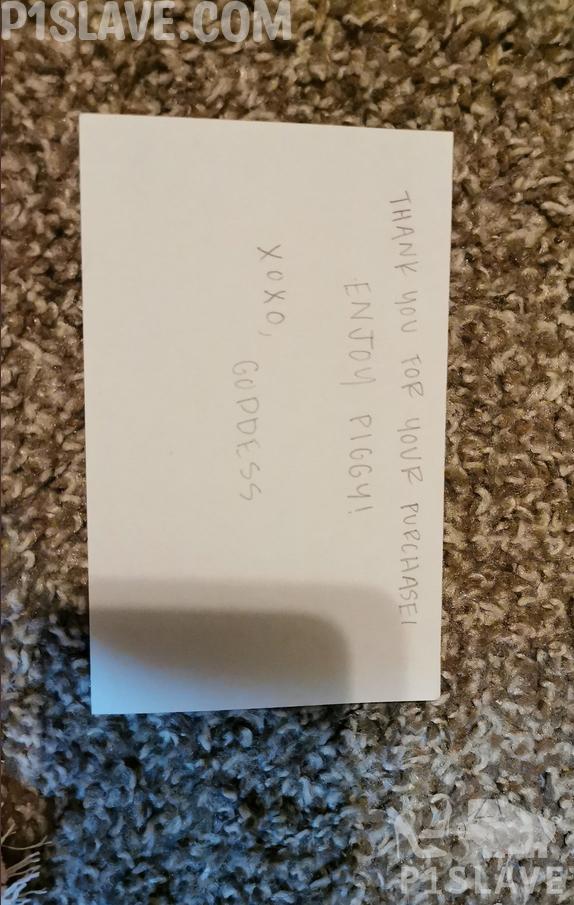 P1SLAVE.COM
THANK YOU FOR YOUR PURCHASE!
ENJOY PIGGY!
XOXO, GODDESS
P1SLAVE